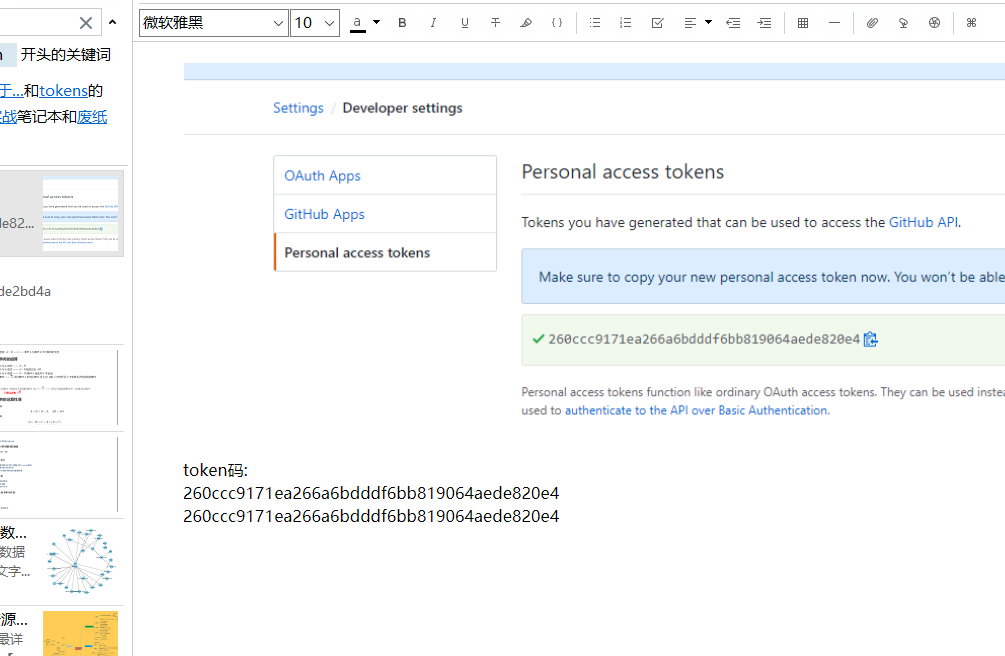 微软雅黑
10
开头的关键词
于...和tokens的
实战笔记本和废纸
Settings / Developer settings
OAuth Apps
GitHub Apps
Personal access tokens
Personal access tokens
Tokens you have generated that can be used to access the GitHub API.
Make sure to copy your new personal access token now. You won't be able
260ccc9171ea266a6bdddf6bb819064aede820e4
Personal access tokens function like ordinary OAuth access tokens. They can be used inste
used to authenticate to the API over Basic Authentication.
token码:
260ccc9171ea266a6bdddf6bb819064aede820e4
260ccc9171ea266a6bdddf6bb819064aede820e4
de82...
de2bd4a
数...
数据
文字...
源...
最详